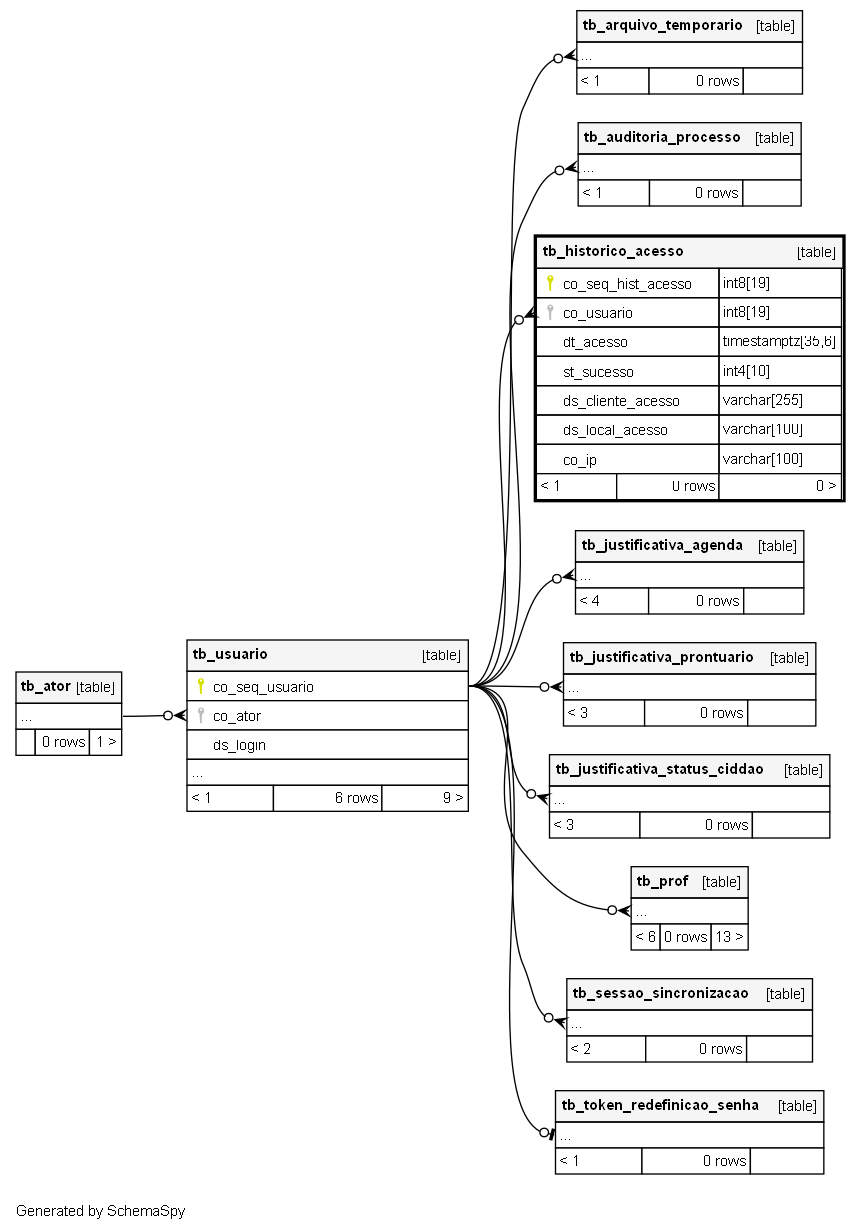 tb_arquivo_temporario [table]
...
< 1 0 rows
tb_auditoria_processo [table]
...
< 1 0 rows
tb_historico_acesso [table]
co_seq_hist_acesso int8[19]
co_usuario int8[19]
dt_acesso timestamptz[35,6]
st_sucesso int4[10]
ds_cliente_acesso varchar[255]
ds_local_acesso varchar[100]
co_ip varchar[100]
< 1 0 rows 0 >
tb_justificativa_agenda [table]
...
< 4 0 rows
tb_justificativa_prontuario [table]
...
< 3 0 rows
tb_ator [table]
...
0 rows 1 >
tb_usuario [table]
co_seq_usuario
co_ator
ds_login
...
< 1 6 rows 9 >
tb_justificativa_status_ciddao [table]
...
< 3 0 rows
tb_prof [table]
...
< 6 0 rows 13 >
tb_sessao_sincronizacao [table]
...
< 2 0 rows
tb_token_redefinicao_senha [table]
...
< 1 0 rows
Generated by SchemaSpy